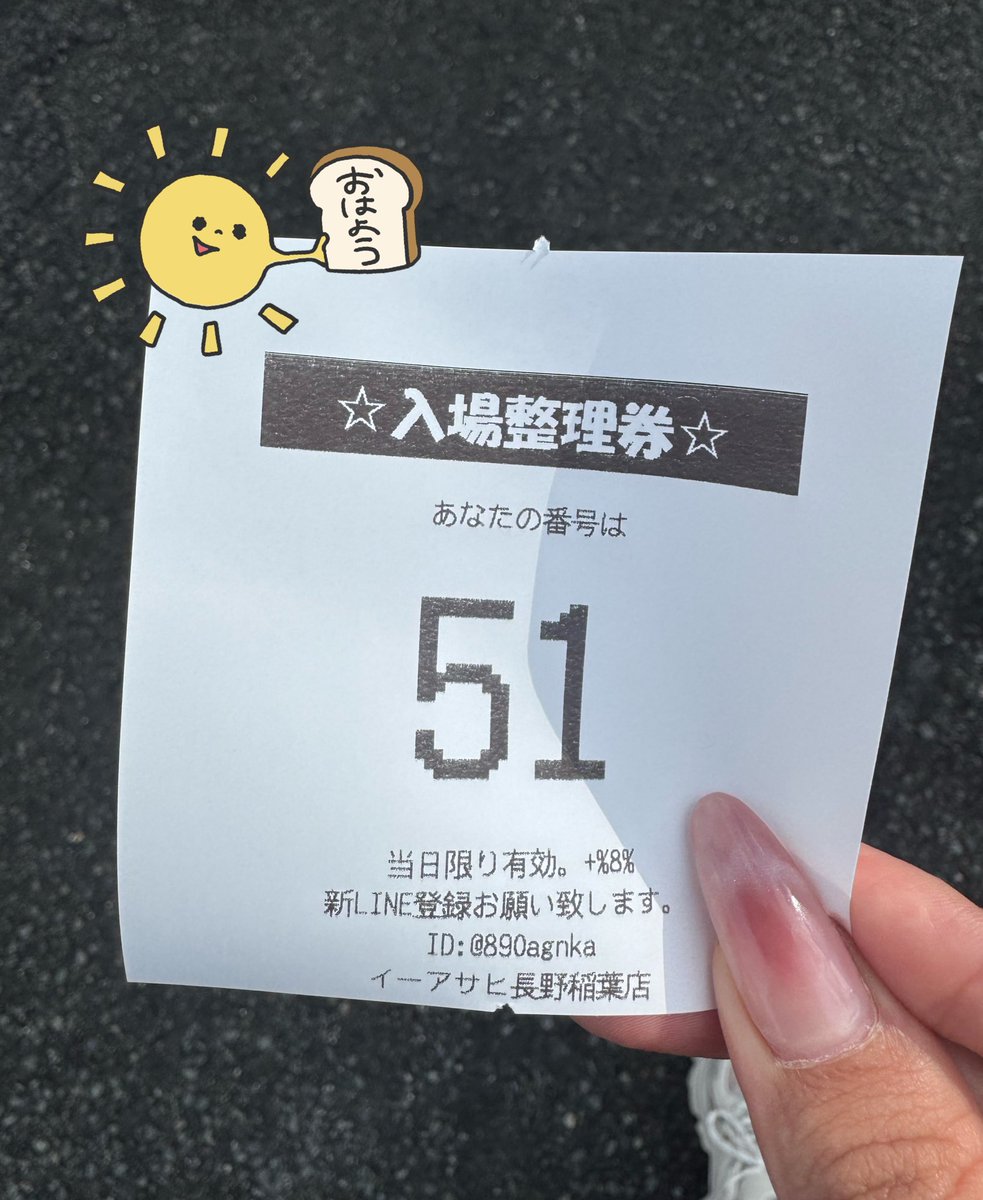 おはよう
☆入場整理券☆
あなたの番号は
51
当日限り有効。+%8%
新LINE登録お願い致します。
ID:@890agnka
イーアサヒ長野稲葉店